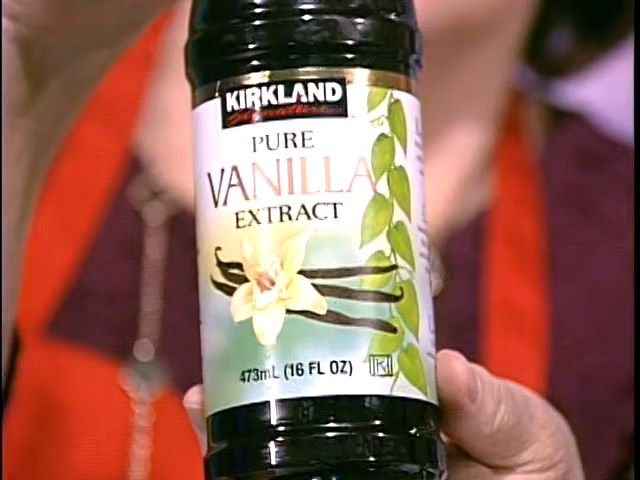 KIRKLAND
Signature
PURE
VANILLA
EXTRACT
473mL (16 FL OZ)